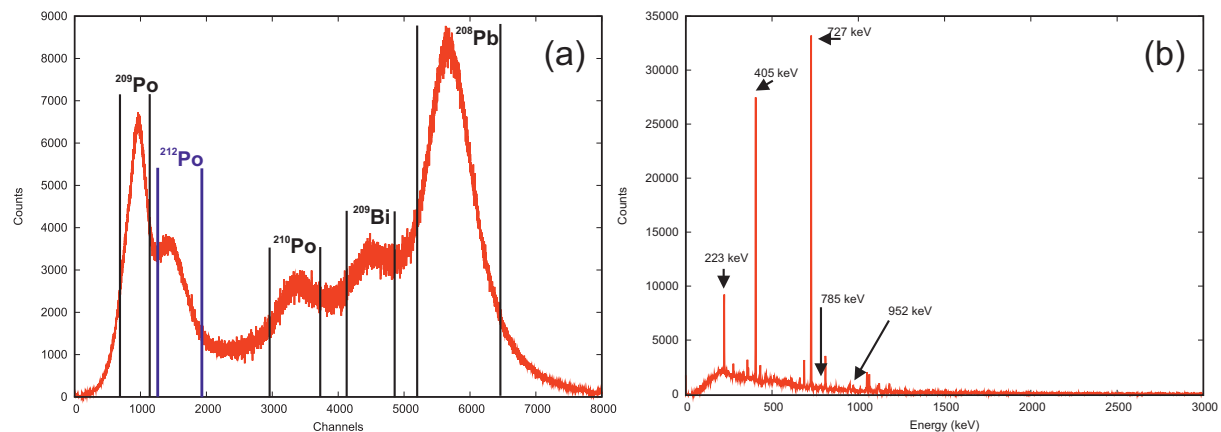 (a)
²⁰⁹Po
²¹²Po
²¹⁰Po
²⁰⁹Bi
²⁰⁸Pb
Counts
9000
8000
7000
6000
5000
4000
3000
2000
1000
0
0 1000 2000 3000 4000 5000 6000 7000 8000
Channels
(b)
727 keV
405 keV
223 keV
785 keV
952 keV
Counts
35000
30000
25000
20000
15000
10000
5000
0
0 500 1000 1500 2000 2500 3000
Energy (keV)